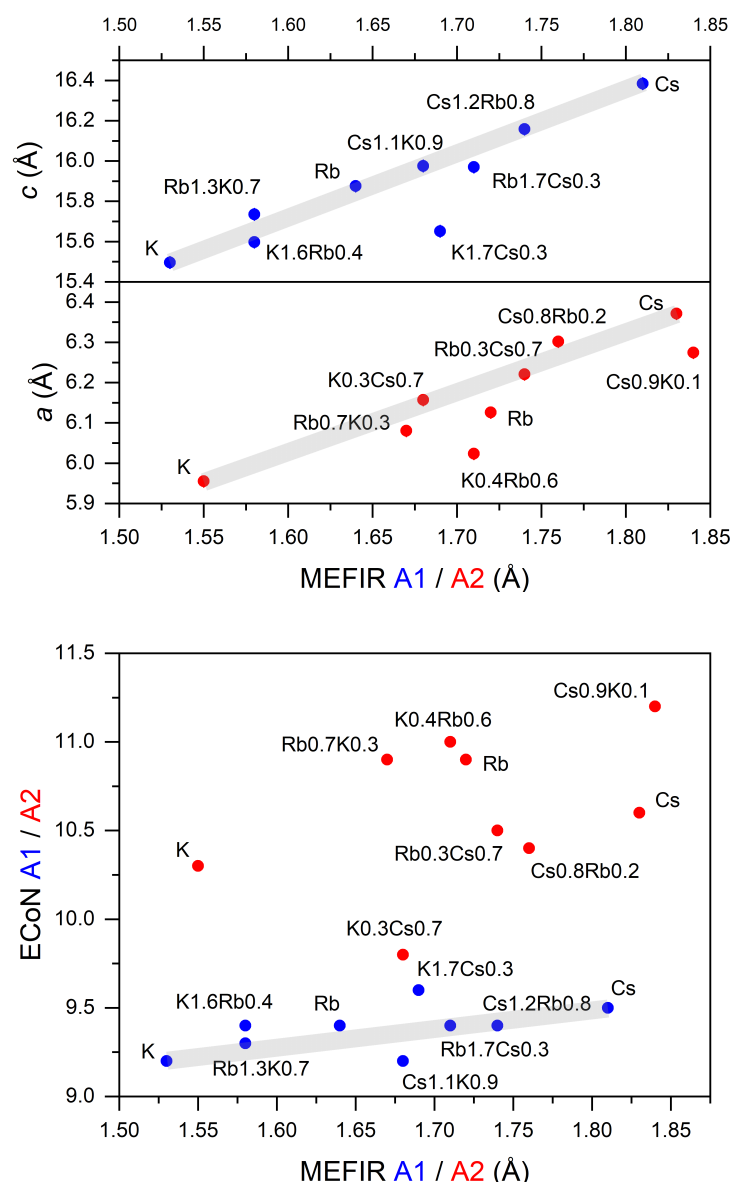 1.50 1.55 1.60 1.65 1.70 1.75 1.80 1.85
16.4
16.2
16.0
15.8
15.6
15.4
c (Å)
Cs
Cs1.2Rb0.8
Cs1.1K0.9
Rb
Rb1.7Cs0.3
Rb1.3K0.7
K
K1.6Rb0.4
K1.7Cs0.3
6.4
6.3
6.2
6.1
6.0
5.9
a (Å)
Cs
Cs0.8Rb0.2
Rb0.3Cs0.7
K0.3Cs0.7
Cs0.9K0.1
Rb0.7K0.3
Rb
K
K0.4Rb0.6
1.50 1.55 1.60 1.65 1.70 1.75 1.80 1.85
MEFIR A1 / A2 (Å)
11.5
11.0
10.5
10.0
9.5
9.0
ECoN A1 / A2
Cs0.9K0.1
K0.4Rb0.6
Rb0.7K0.3
Rb
Cs
K
Rb0.3Cs0.7
Cs0.8Rb0.2
K0.3Cs0.7
K1.7Cs0.3
K1.6Rb0.4
Rb
Cs1.2Rb0.8
Cs
K
Rb1.3K0.7
Rb1.7Cs0.3
Cs1.1K0.9
1.50 1.55 1.60 1.65 1.70 1.75 1.80 1.85
MEFIR A1 / A2 (Å)